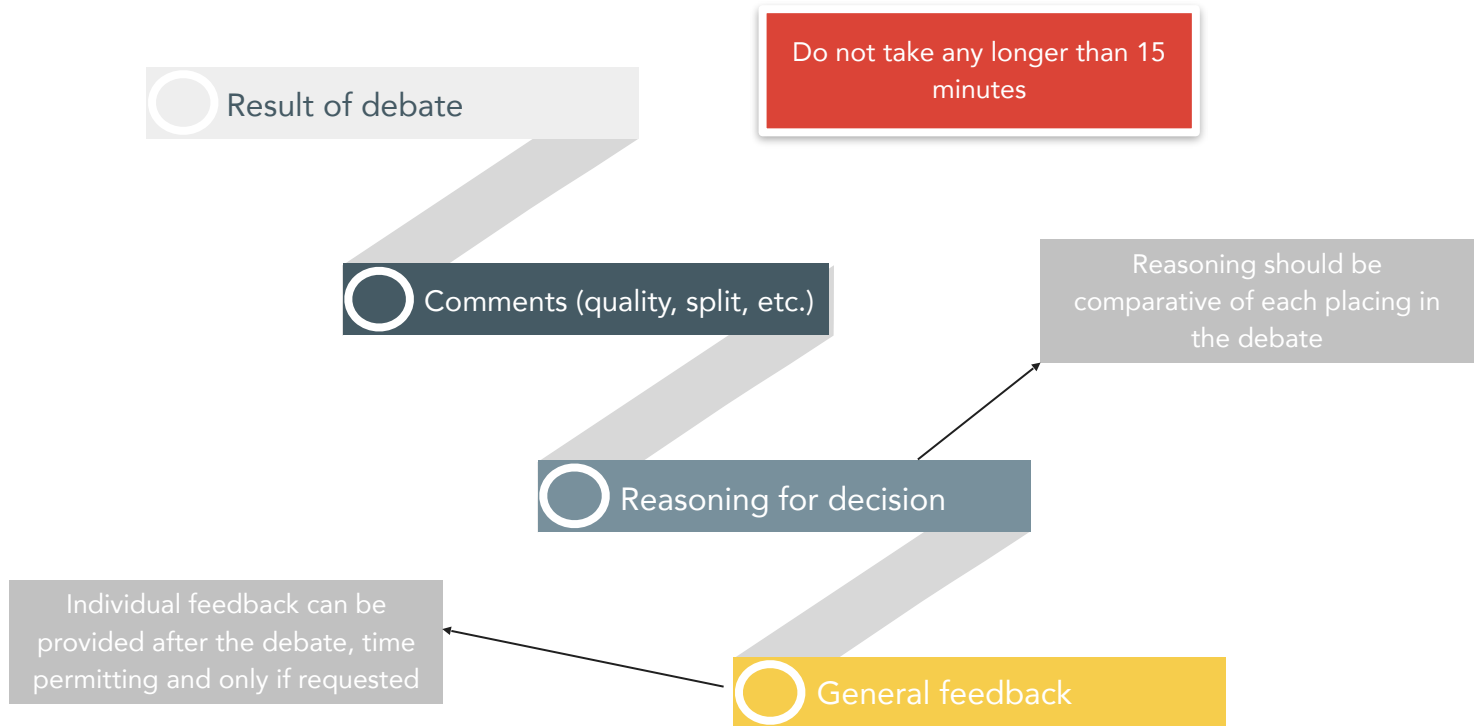 Do not take any longer than 15
minutes
Result of debate
Comments (quality, split, etc.)
Reasoning should be
comparative of each placing in
the debate
Reasoning for decision
Individual feedback can be
provided after the debate, time
permitting and only if requested
General feedback